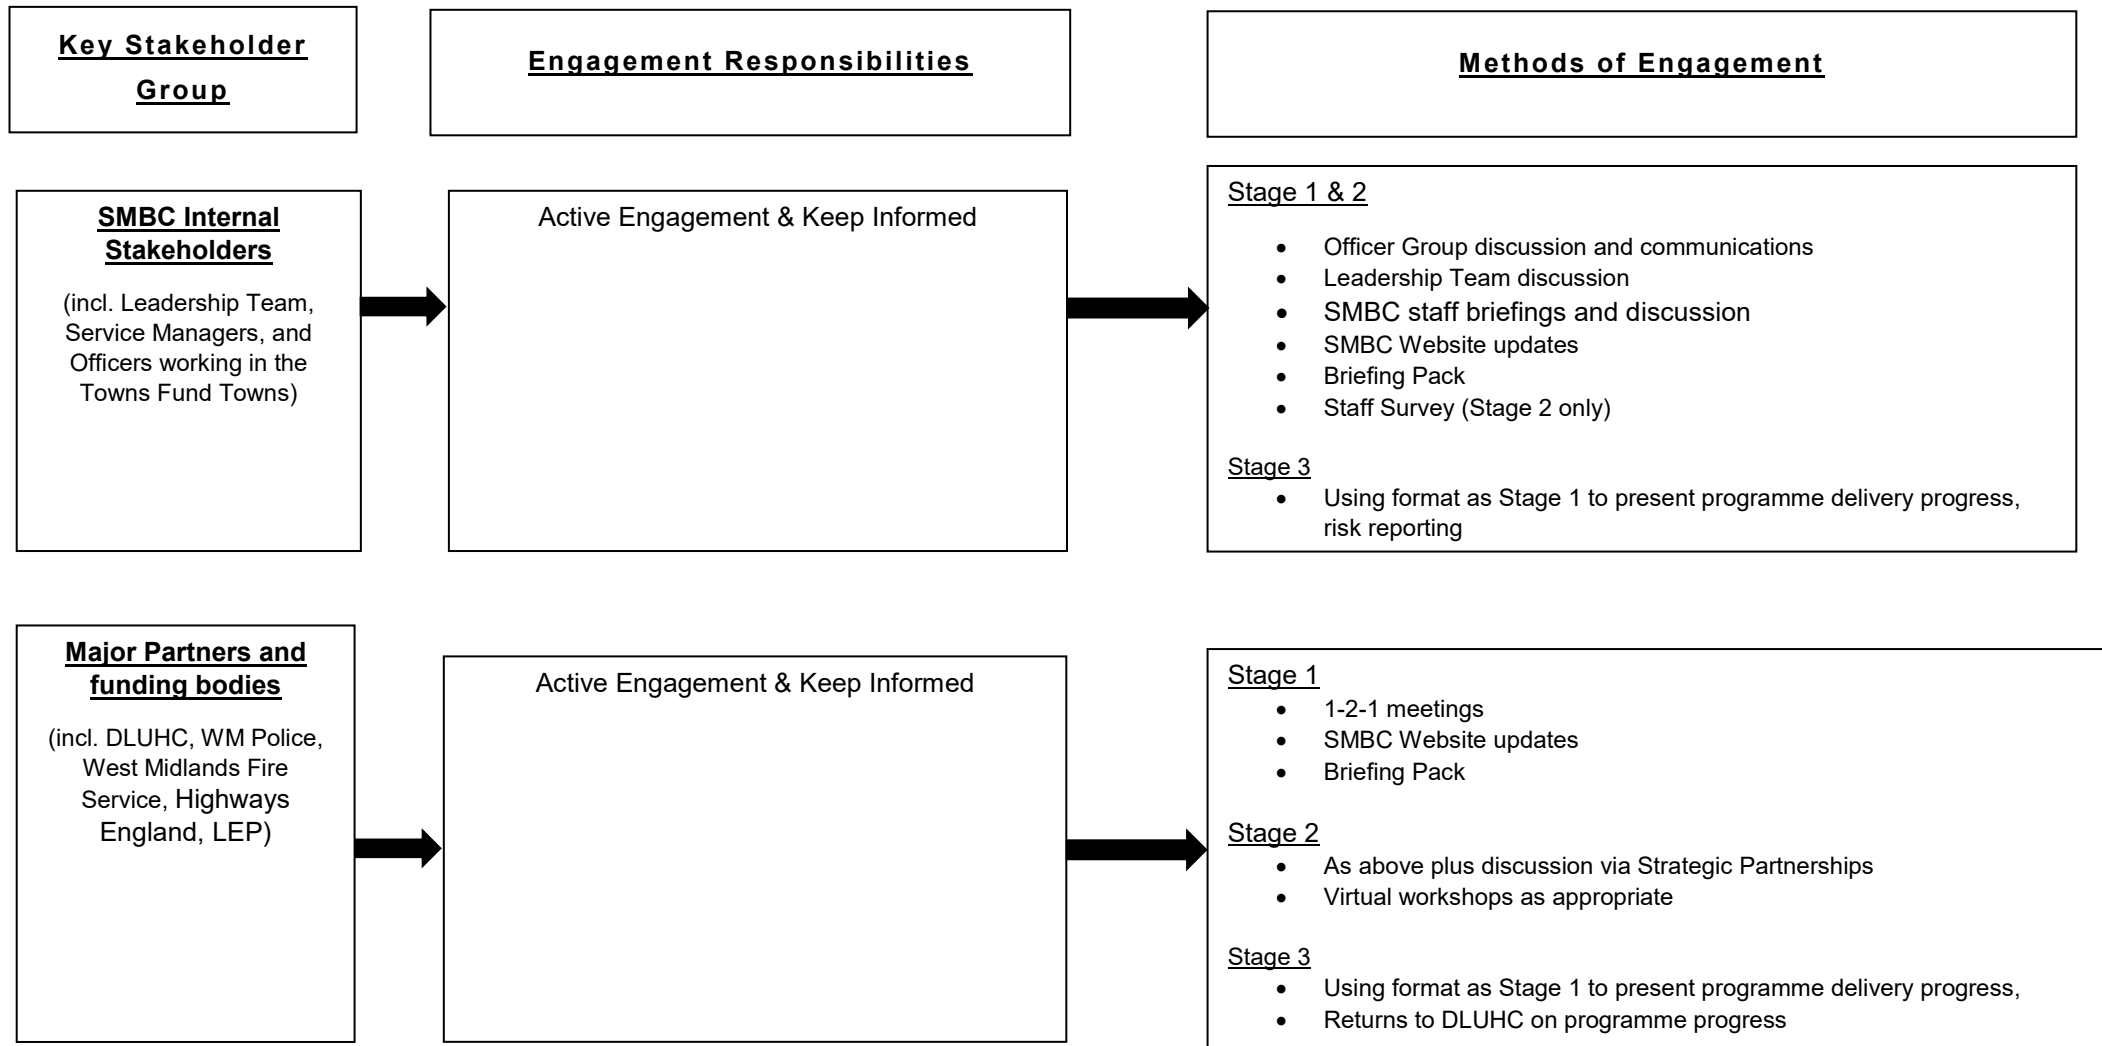 Key Stakeholder
Group
Engagement Responsibilities
Methods of Engagement
SMBC Internal
Stakeholders
(incl. Leadership Team,
Service Managers, and
Officers working in the
Towns Fund Towns)
Active Engagement & Keep Informed
Stage 1 & 2
• Officer Group discussion and communications
• Leadership Team discussion
• SMBC staff briefings and discussion
• SMBC Website updates
• Briefing Pack
• Staff Survey (Stage 2 only)
Stage 3
• Using format as Stage 1 to present programme delivery progress,
risk reporting
Major Partners and
funding bodies
(incl. DLUHC, WM Police,
West Midlands Fire
Service, Highways
England, LEP)
Active Engagement & Keep Informed
Stage 1
• 1-2-1 meetings
• SMBC Website updates
• Briefing Pack
Stage 2
• As above plus discussion via Strategic Partnerships
• Virtual workshops as appropriate
Stage 3
• Using format as Stage 1 to present programme delivery progress,
• Returns to DLUHC on programme progress